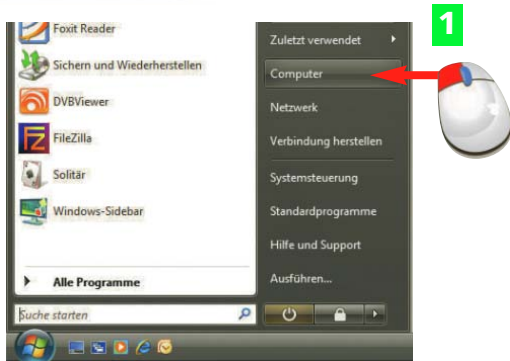 1
Foxit Reader
Sichern und Wiederherstellen
DVBViewer
FileZilla
Solitär
Windows-Sidebar
Alle Programme
Suche starten
Zuletzt verwendet
Computer
Netzwerk
Verbindung herstellen
Systemsteuerung
Standardprogramme
Hilfe und Support
Ausführen...